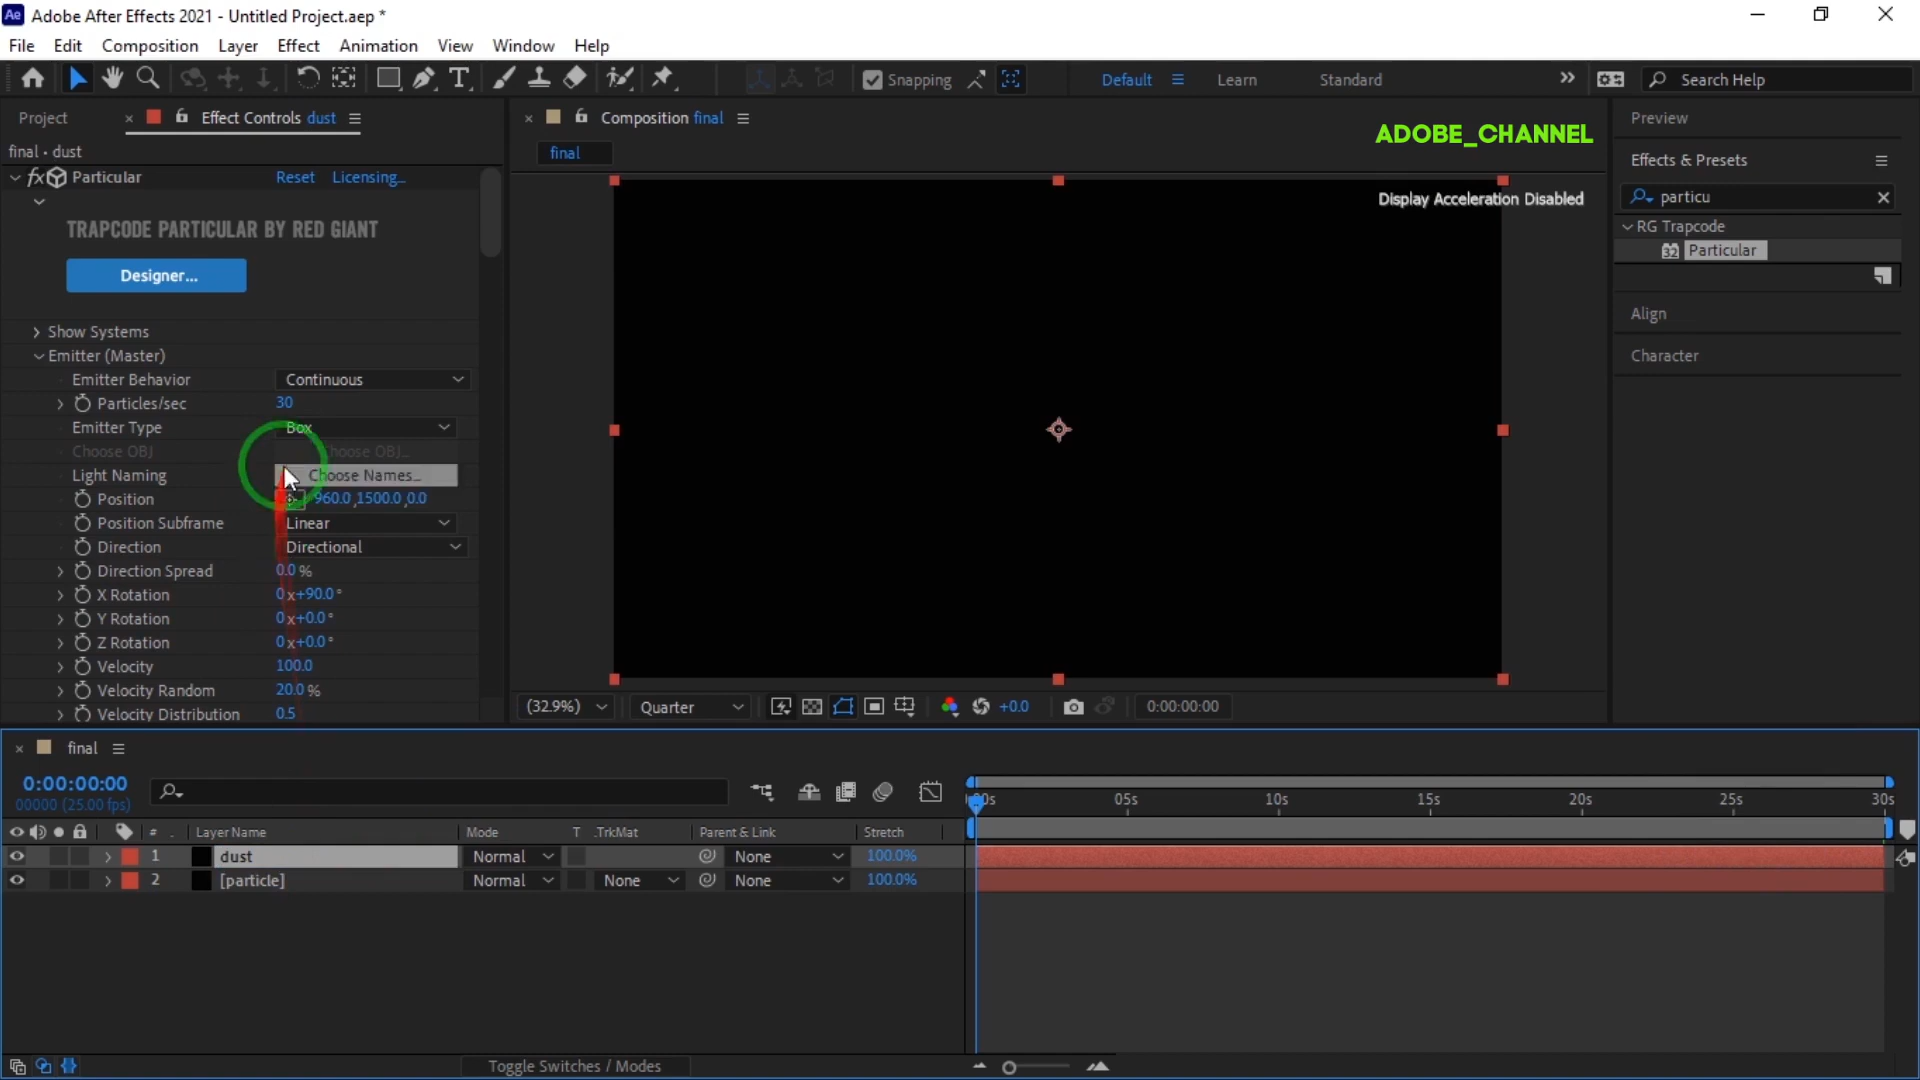 Ae Adobe After Effects 2021 - Untitled Project.aep *
File Edit Composition Layer Effect Animation View Window Help
Snapping Default Learn Standard Search Help
Project Effect Controls dust
final • dust
fx Particular Reset Licensing...
TRAPCODE PARTICULAR BY RED GIANT
Designer...
Show Systems
Emitter (Master)
Emitter Behavior Continuous
Particles/sec 30
Emitter Type Box
Choose OBJ Choose OBJ...
Light Naming Choose Names...
Position 960.0,1500.0,0.0
Position Subframe Linear
Direction Directional
Direction Spread 0.0 %
X Rotation 0x+90.0°
Y Rotation 0x+0.0°
Z Rotation 0x+0.0°
Velocity 100.0
Velocity Random 20.0 %
Velocity Distribution 0.5
Composition final
final
ADOBE_CHANNEL
Display Acceleration Disabled
(32.9%) Quarter +0.0 0:00:00:00
Preview
Effects & Presets
particu
RG Trapcode
32 Particular
Align
Character
final
0:00:00:00
00000 (25.00 fps)
# . Layer Name Mode T .TrkMat Parent & Link Stretch
1 dust Normal None 100.0%
2 [particle] Normal None None 100.0%
00s 05s 10s 15s 20s 25s 30s
Toggle Switches / Modes